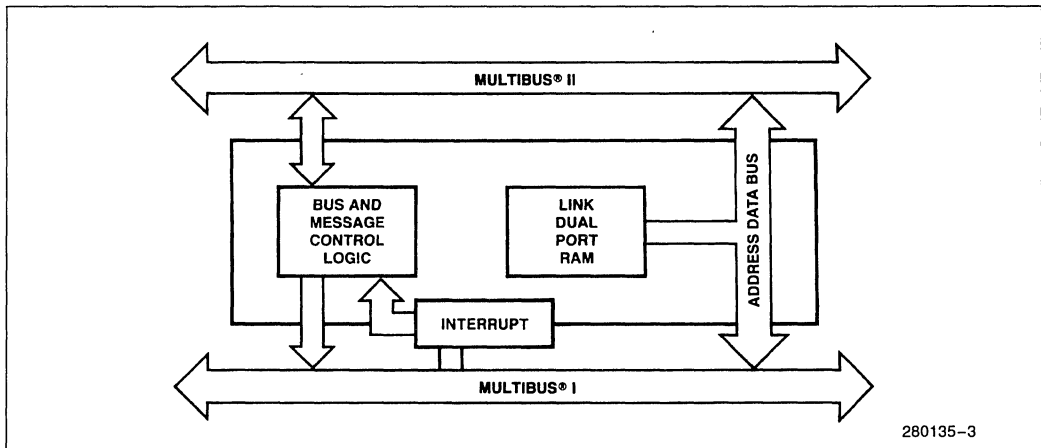 MULTIBUS® II
BUS AND
MESSAGE
CONTROL
LOGIC
LINK
DUAL
PORT
RAM
ADDRESS DATA BUS
INTERRUPT
MULTIBUS® I
280135–3